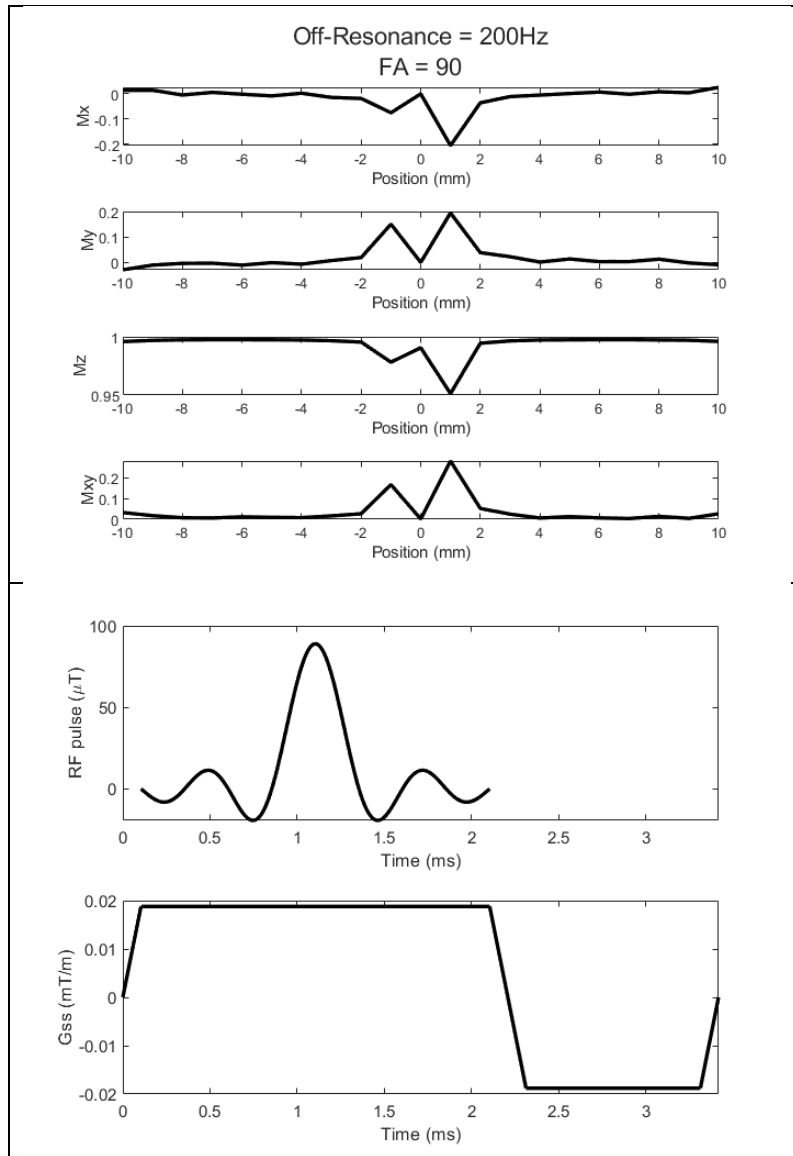 Off-Resonance = 200Hz
FA = 90
Mx
0
-0.1
-0.2
-10 -8 -6 -4 -2 0 2 4 6 8 10
Position (mm)
My
0.2
0.1
0
-10 -8 -6 -4 -2 0 2 4 6 8 10
Position (mm)
Mz
1
0.95
-10 -8 -6 -4 -2 0 2 4 6 8 10
Position (mm)
Mxy
0.2
0.1
0
-10 -8 -6 -4 -2 0 2 4 6 8 10
Position (mm)
RF pulse (μT)
100
50
0
0 0.5 1 1.5 2 2.5 3
Time (ms)
Gss (mT/m)
0.02
0.01
0
-0.01
-0.02
0 0.5 1 1.5 2 2.5 3
Time (ms)